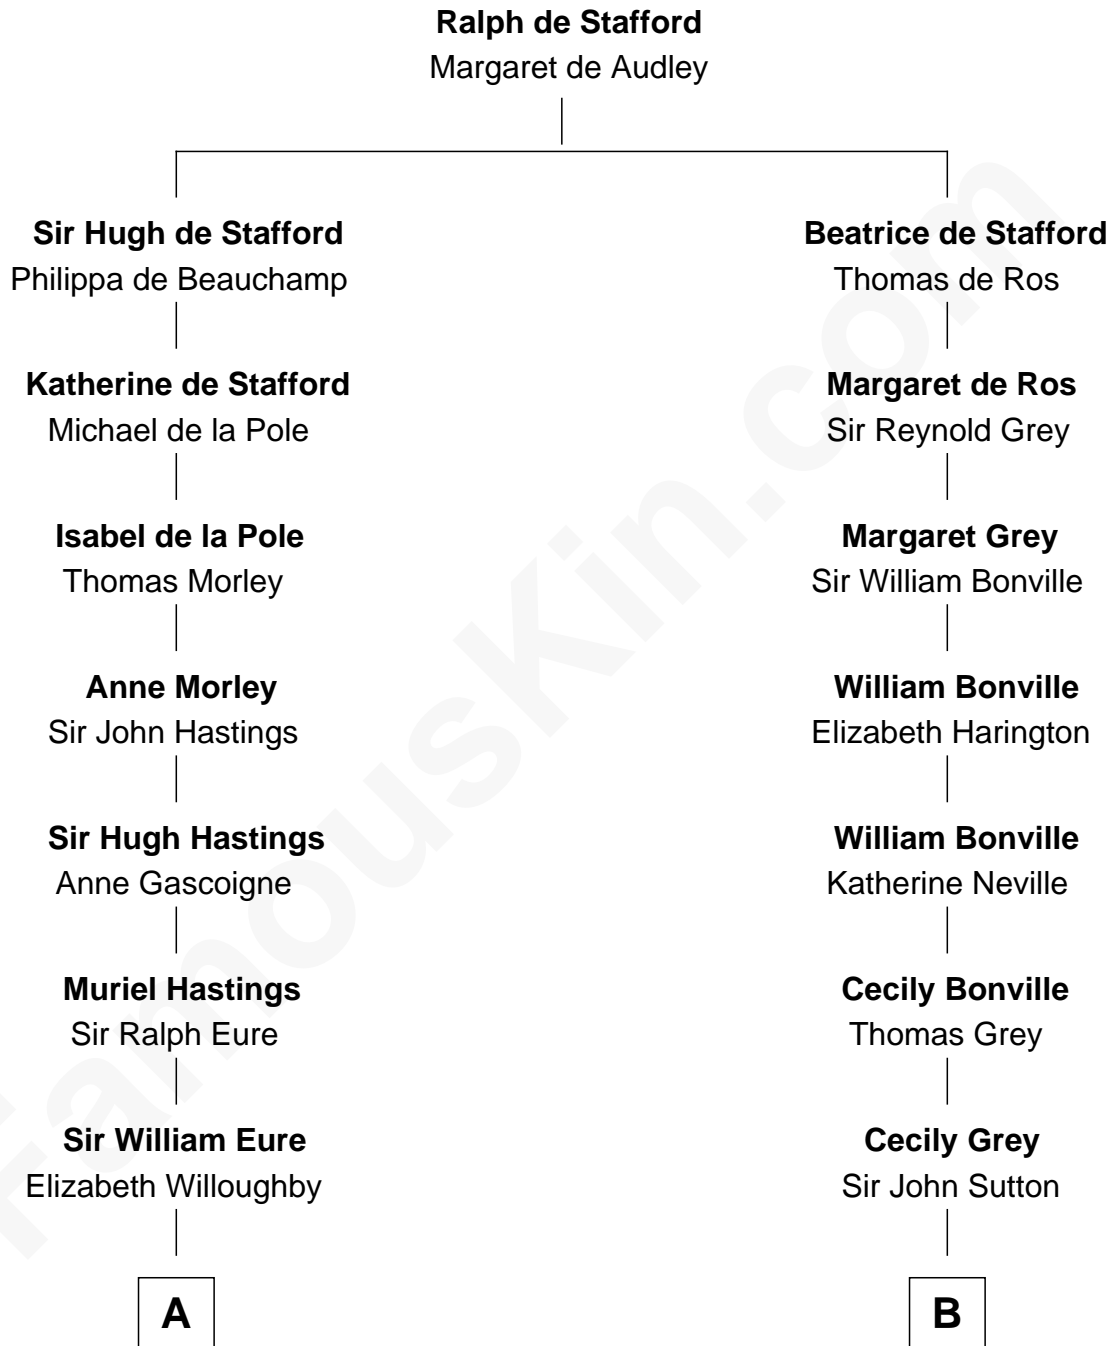 Ralph de Stafford
Margaret de Audley
Sir Hugh de Stafford
Philippa de Beauchamp
Beatrice de Stafford
Thomas de Ros
Katherine de Stafford
Michael de la Pole
Margaret de Ros
Sir Reynold Grey
Isabel de la Pole
Thomas Morley
Margaret Grey
Sir William Bonville
Anne Morley
Sir John Hastings
William Bonville
Elizabeth Harington
Sir Hugh Hastings
Anne Gascoigne
William Bonville
Katherine Neville
Muriel Hastings
Sir Ralph Eure
Cecily Bonville
Thomas Grey
Sir William Eure
Elizabeth Willoughby
Cecily Grey
Sir John Sutton
A
B
FamousKin.com